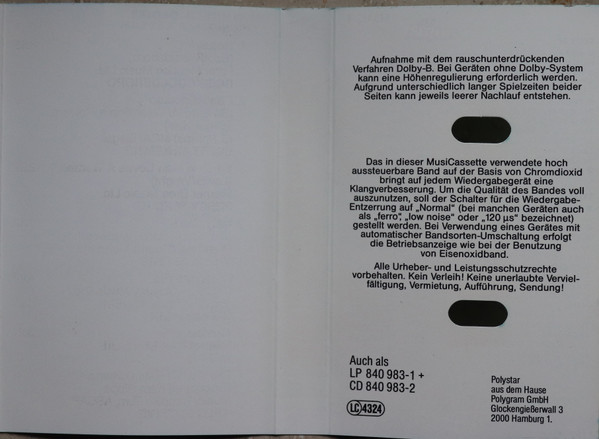 Aufnahme mit dem rauschunterdrückenden
Verfahren Dolby-B. Bei Geräten ohne Dolby-System
kann eine Höhenregulierung erforderlich werden.
Aufgrund unterschiedlich langer Spielzeiten beider
Seiten kann jeweils leerer Nachlauf entstehen.
Das in dieser MusiCassette verwendete hoch
aussteuerbare Band auf der Basis von Chromdioxid
bringt auf jedem Wiedergabegerät eine
Klangverbesserung. Um die Qualität des Bandes voll
auszunutzen, soll der Schalter für die Wiedergabe-
Entzerrung auf „Normal“ (bei manchen Geräten auch
als „ferro“, „low noise“ oder „120 µs“ bezeichnet)
gestellt werden. Bei Verwendung eines Gerätes mit
automatischer Bandsorten-Umschaltung erfolgt
die Betriebsanzeige wie bei der Benutzung
von Eisenoxidband.
Alle Urheber- und Leistungsschutzrechte
vorbehalten. Kein Verleih! Keine unerlaubte Verviel-
fältigung, Vermietung, Aufführung, Sendung!
Auch als
LP 840 983-1 +
CD 840 983-2
LC 4324
Polystar
aus dem Hause
Polygram GmbH
Glockengießerwall 3
2000 Hamburg 1.